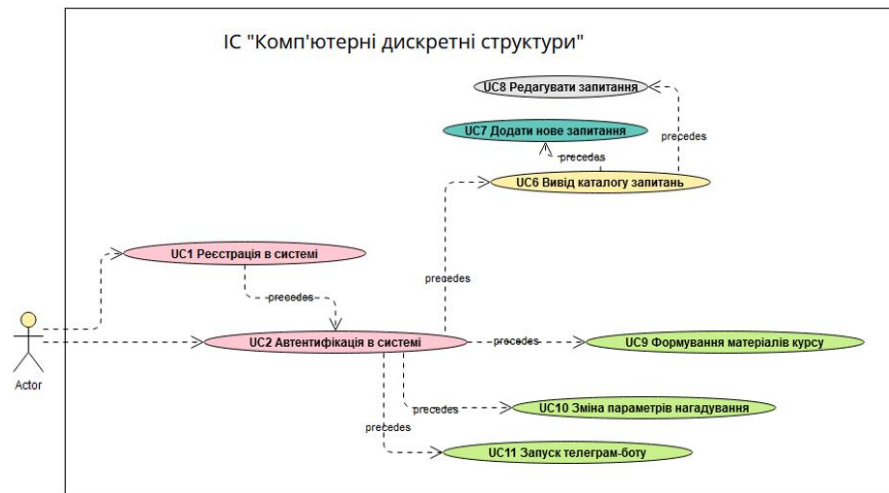 ІС "Комп'ютерні дискретні структури"
UC8 Редагувати запитання
UC7 Додати нове запитання
precedes
precedes
UC6 Вивід каталогу запитань
UC1 Реєстрація в системі
precedes
precedes
UC2 Автентифікація в системі
precedes
UC9 Формування матеріалів курсу
Actor
precedes
UC10 Зміна параметрів нагадування
precedes
UC11 Запуск телеграм-боту